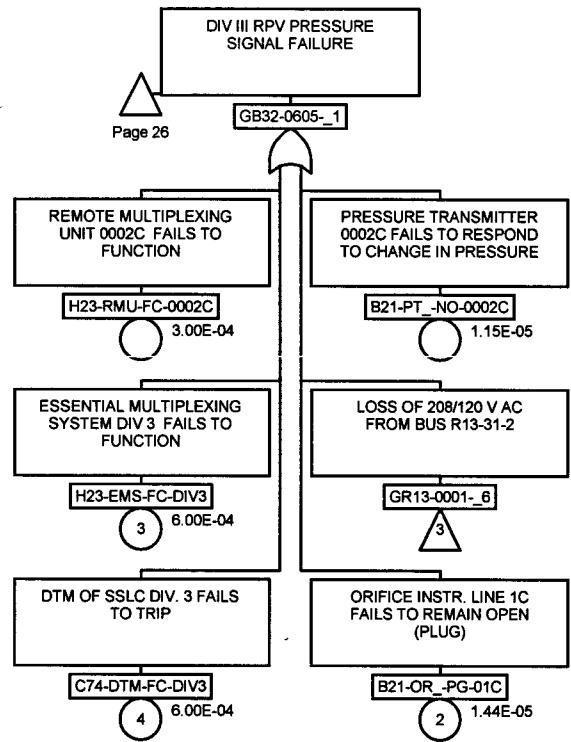 DIV III RPV PRESSURE
SIGNAL FAILURE
Page 26
GB32-0605-_1
REMOTE MULTIPLEXING
UNIT 0002C FAILS TO
FUNCTION
H23-RMU-FC-0002C
3.00E-04
PRESSURE TRANSMITTER
0002C FAILS TO RESPOND
TO CHANGE IN PRESSURE
B21-PT_-NO-0002C
1.15E-05
ESSENTIAL MULTIPLEXING
SYSTEM DIV 3 FAILS TO
FUNCTION
H23-EMS-FC-DIV3
3
6.00E-04
LOSS OF 208/120 V AC
FROM BUS R13-31-2
GR13-0001-_6
3
DTM OF SSLC DIV. 3 FAILS
TO TRIP
C74-DTM-FC-DIV3
4
6.00E-04
ORIFICE INSTR. LINE 1C
FAILS TO REMAIN OPEN
(PLUG)
B21-OR_-PG-01C
2
1.44E-05